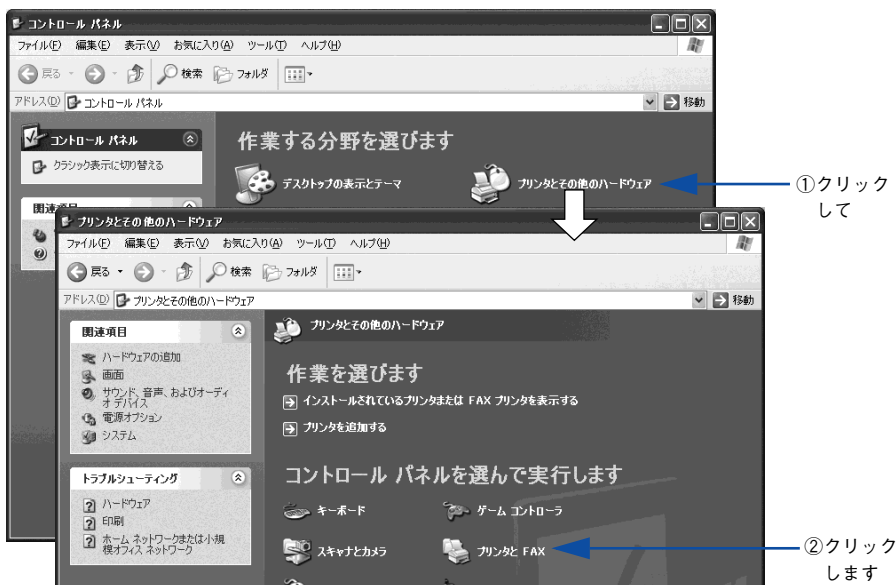 コントロール パネル
ファイル(F) 編集(E) 表示(V) お気に入り(A) ツール(T) ヘルプ(H)
戻る 検索 フォルダ
アドレス(D) コントロール パネル 移動
コントロール パネル
クラシック表示に切り替える
作業する分野を選びます
デスクトップの表示とテーマ
プリンタとその他のハードウェア
①クリック
して
プリンタとその他のハードウェア
ファイル(F) 編集(E) 表示(V) お気に入り(A) ツール(T) ヘルプ(H)
戻る 検索 フォルダ
アドレス(D) プリンタとその他のハードウェア 移動
関連項目
ハードウェアの追加
画面
サウンド、音声、およびオーディ
オ デバイス
電源オプション
システム
トラブルシューティング
ハードウェア
印刷
ホーム ネットワークまたは小規
模オフィス ネットワーク
プリンタとその他のハードウェア
作業を選びます
インストールされているプリンタまたは FAX プリンタを表示する
プリンタを追加する
コントロール パネルを選んで実行します
キーボード
ゲーム コントローラ
スキャナとカメラ
プリンタと FAX
②クリック
します